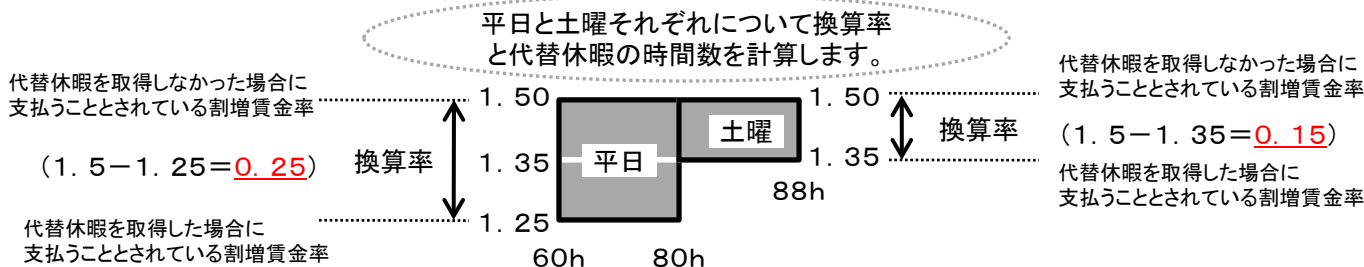 平日と土曜それぞれについて換算率
と代替休暇の時間数を計算します。
代替休暇を取得しなかった場合に
支払うこととされている割増賃金率
(1.5-1.25=0.25)
換算率
代替休暇を取得した場合に
支払うこととされている割増賃金率
1.50
1.35
1.25
平日
土曜
60h
80h
88h
1.50
1.35
換算率
代替休暇を取得しなかった場合に
支払うこととされている割増賃金率
(1.5-1.35=0.15)
代替休暇を取得した場合に
支払うこととされている割増賃金率